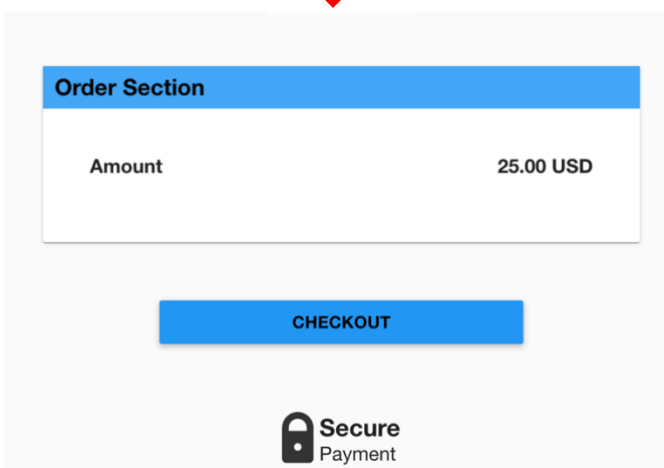 Order Section
Amount 25.00 USD
CHECKOUT
Secure
Payment